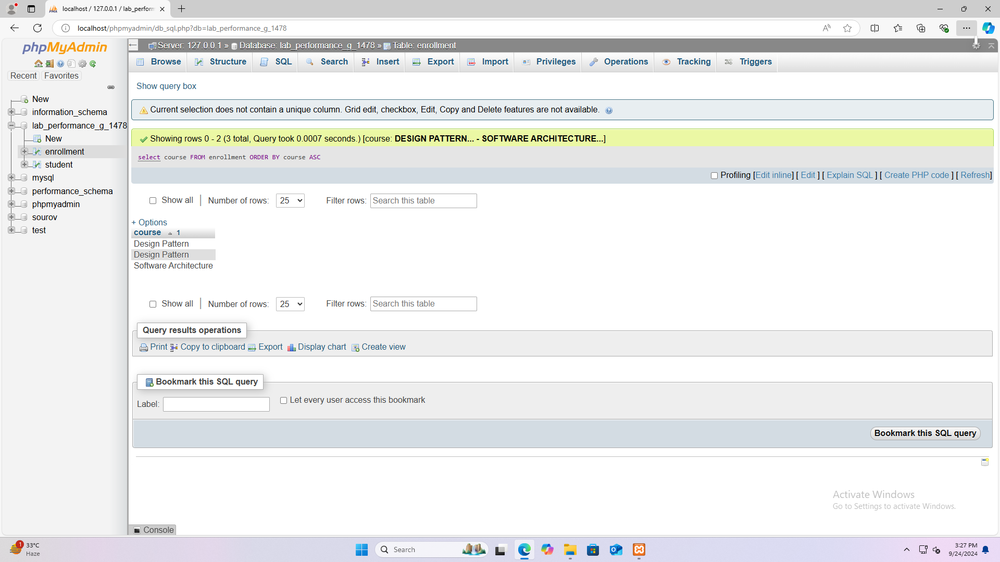 localhost / 127.0.0.1 / lab_perform
localhost/phpmyadmin/db_sql.php?db=lab_performance_g_1478
phpMyAdmin
Recent Favorites
New
information_schema
lab_performance_g_1478
New
enrollment
student
mysql
performance_schema
phpmyadmin
sourov
test
Server: 127.0.0.1 » Database: lab_performance_g_1478 » Table: enrollment
Browse Structure SQL Search Insert Export Import Privileges Operations Tracking Triggers
Show query box
Current selection does not contain a unique column. Grid edit, checkbox, Edit, Copy and Delete features are not available.
Showing rows 0 - 2 (3 total, Query took 0.0007 seconds.) [course: DESIGN PATTERN... - SOFTWARE ARCHITECTURE...]
select course FROM enrollment ORDER BY course ASC
Profiling [Edit inline] [ Edit ] [ Explain SQL ] [ Create PHP code ] [ Refresh]
Show all Number of rows: 25 Filter rows: Search this table
+ Options
course 1
Design Pattern
Design Pattern
Software Architecture
Show all Number of rows: 25 Filter rows: Search this table
Query results operations
Print Copy to clipboard Export Display chart Create view
Bookmark this SQL query
Label: Let every user access this bookmark
Bookmark this SQL query
Activate Windows
Go to Settings to activate Windows.
Console
1 33°C
Haze
Search
3:27 PM
9/24/2024